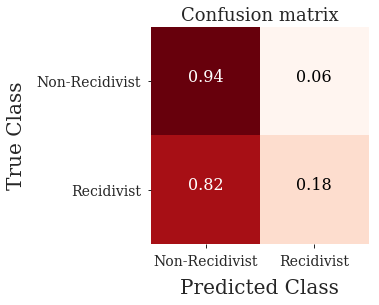 Confusion matrix
True Class
Non-Recidivist
0.94
0.06
Recidivist
0.82
0.18
Non-Recidivist
Recidivist
Predicted Class